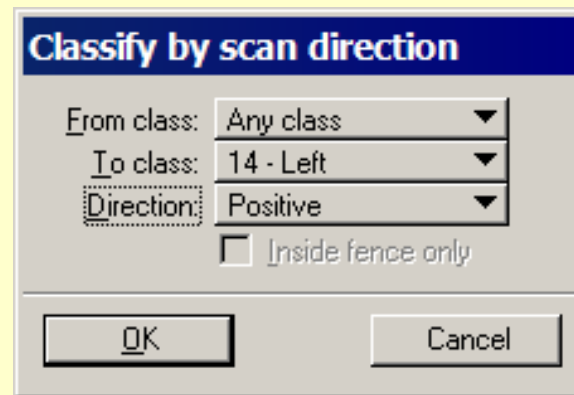 Classify by scan direction
From class: Any class
To class: 14 - Left
Direction: Positive
Inside fence only
OK Cancel